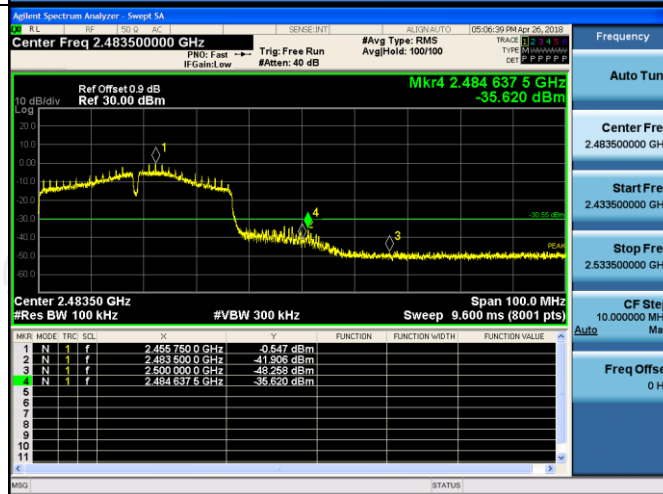 Agilent Spectrum Analyzer - Swept SA
RL RF 50 Ω AC SENSE:INT ALIGNAUTO 05:06:39 PM Apr 26, 2018
Center Freq 2.483500000 GHz
PNO: Fast
IFGain:Low
Trig: Free Run
#Atten: 40 dB
#Avg Type: RMS
Avg|Hold: 100/100
TRACE 1 2 3 4 5 6
TYPE M W W W W W
DET P P P P P P
Ref Offset 0.9 dB
10 dB/div Ref 30.00 dBm
Log
Mkr4 2.484 637 5 GHz
-35.620 dBm
20.0
10.0
0.00
-10.0
-20.0
-30.0
-40.0
-50.0
-60.0
1
4
3
-30.55 dBm
PEAK
Center 2.48350 GHz Span 100.0 MHz
#Res BW 100 kHz #VBW 300 kHz Sweep 9.600 ms (8001 pts)
MKR MODE TRC SCL X Y FUNCTION FUNCTION WIDTH FUNCTION VALUE
1 N 1 f 2.455 750 0 GHz -0.547 dBm
2 N 1 f 2.483 500 0 GHz -41.906 dBm
3 N 1 f 2.500 000 0 GHz -48.258 dBm
4 N 1 f 2.484 637 5 GHz -35.620 dBm
5
6
7
8
9
10
11
MSG STATUS
Frequency
Auto Tun
Center Fre
2.483500000 GH
Start Fre
2.433500000 GH
Stop Fre
2.533500000 GH
CF Ste
10.000000 MH
Auto Ma
Freq Offse
0 H